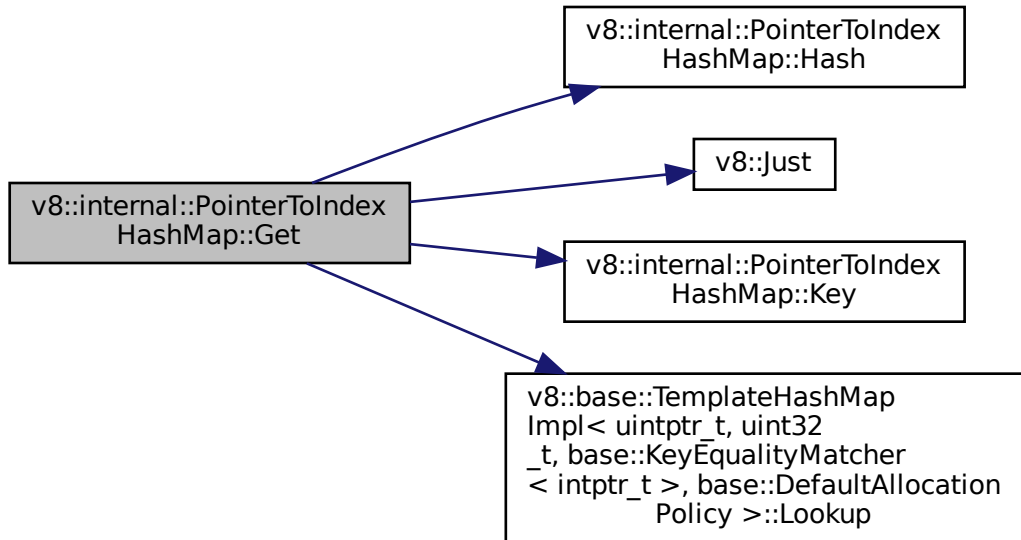 v8::internal::PointerToIndex
HashMap::Hash
v8::Just
v8::internal::PointerToIndex
HashMap::Get
v8::internal::PointerToIndex
HashMap::Key
v8::base::TemplateHashMap
Impl< uintptr_t, uint32
_t, base::KeyEqualityMatcher
< intptr_t >, base::DefaultAllocation
Policy >::Lookup